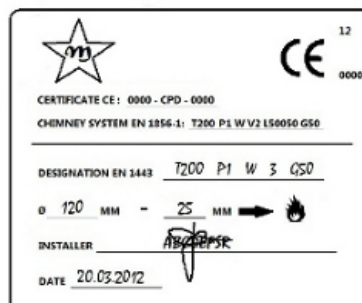 m
12
CE
0000
CERTIFICATE CE : 0000 - CPD - 0000
CHIMNEY SYSTEM EN 1856-1: T200 P1 W V2 L50050 G50
DESIGNATION EN 1443 T200 P1 W 3 G50
Ø 120 MM - 25 MM
INSTALLER
DATE 20.03.2012